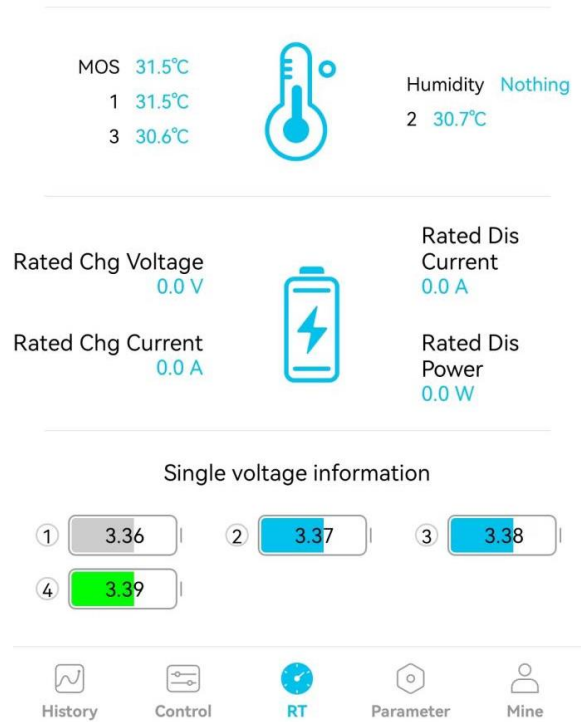 MOS 31.5℃
1 31.5℃
3 30.6℃
Humidity Nothing
2 30.7℃
Rated Chg Voltage
0.0 V
Rated Chg Current
0.0 A
Rated Dis
Current
0.0 A
Rated Dis
Power
0.0 W
Single voltage information
1 3.36 2 3.37 3 3.38
4 3.39
History Control RT Parameter Mine